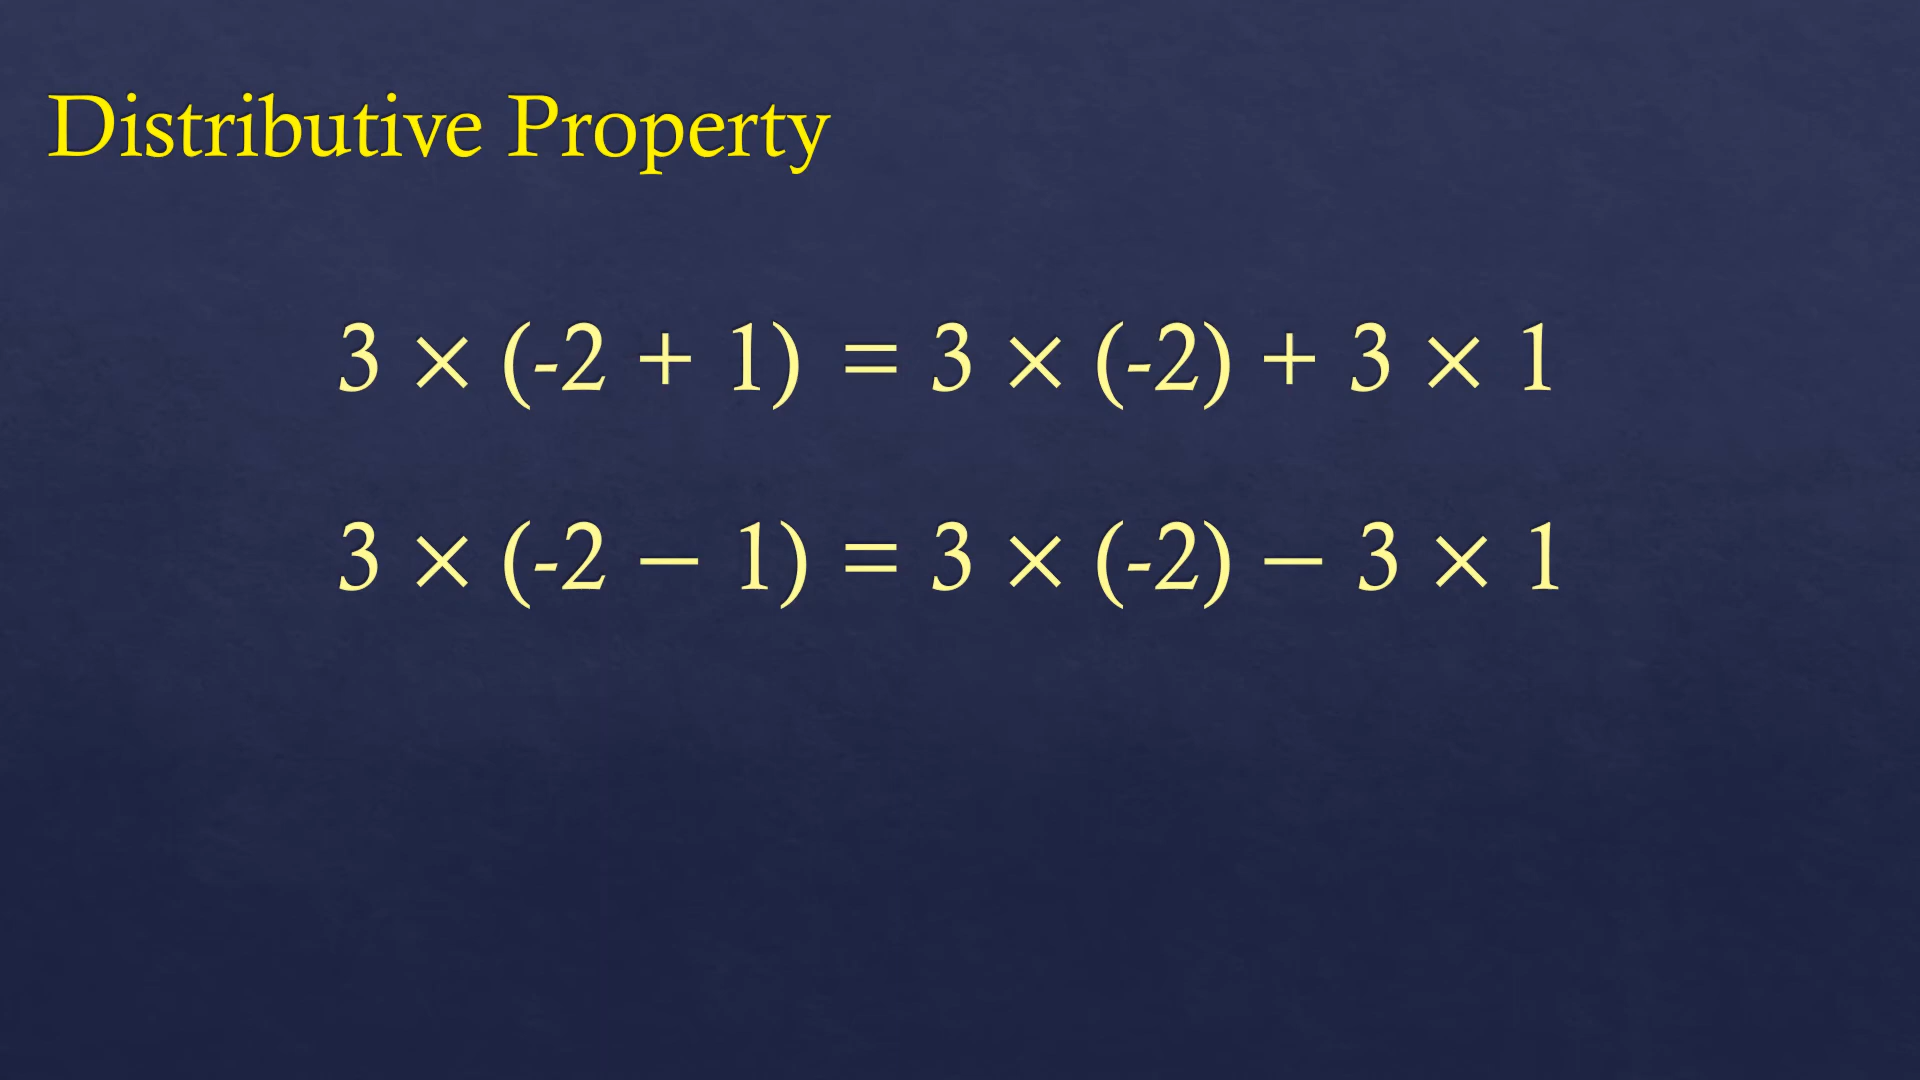 Distributive Property
3 × (-2 + 1) = 3 × (-2) + 3 × 1
3 × (-2 − 1) = 3 × (-2) − 3 × 1